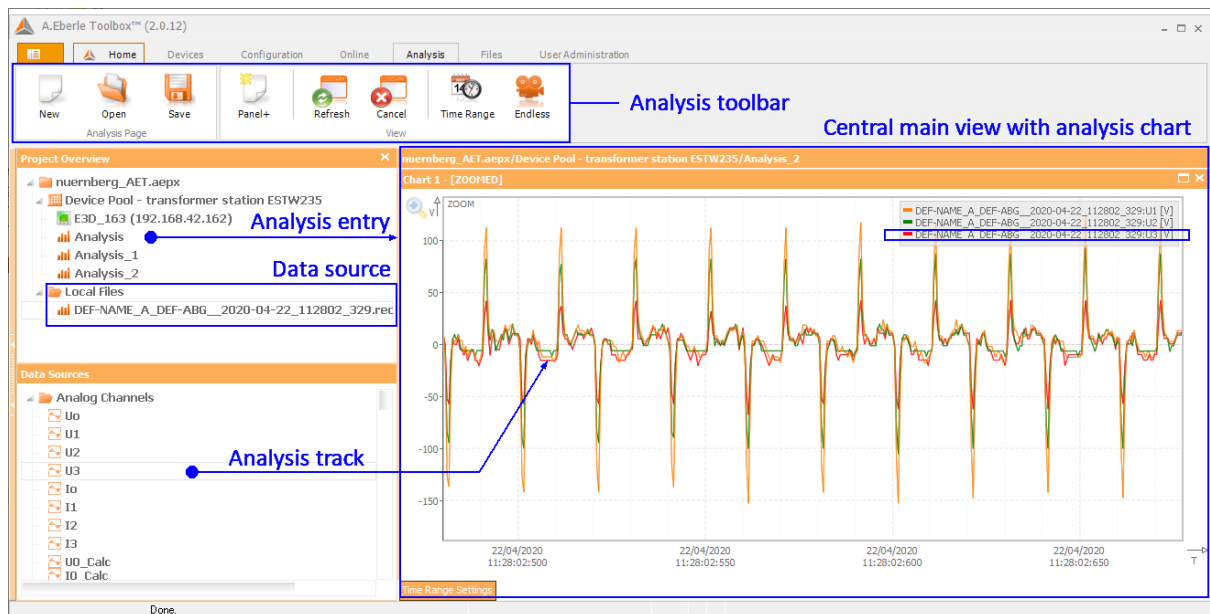 A.Eberle Toolbox™ (2.0.12)
Home Devices Configuration Online Analysis Files User Administration
New Open Save Panel+ Refresh Cancel Time Range Endless
Analysis Page View
Analysis toolbar
Central main view with analysis chart
Project Overview
nuernberg_AET.aepx
Device Pool - transformer station ESTW235
E3D_163 (192.168.42.162)
Analysis
Analysis_1
Analysis_2
Local Files
DEF-NAME_A_DEF-ABG__2020-04-22_112802_329.rec
Analysis entry
Data source
Data Sources
Analog Channels
Uo
U1
U2
U3
Io
I1
I2
I3
U0_Calc
I0_Calc
Analysis track
nuernberg_AET.aepx/Device Pool - transformer station ESTW235/Analysis_2
Chart 1 - [ZOOMED]
V ZOOM
DEF-NAME_A_DEF-ABG__2020-04-22_112802_329:U1 [V]
DEF-NAME_A_DEF-ABG__2020-04-22_112802_329:U2 [V]
DEF-NAME_A_DEF-ABG__2020-04-22_112802_329:U3 [V]
100
50
0
-50
-100
-150
22/04/2020 22/04/2020 22/04/2020 22/04/2020
11:28:02:500 11:28:02:550 11:28:02:600 11:28:02:650
T
Time Range Settings
Done.